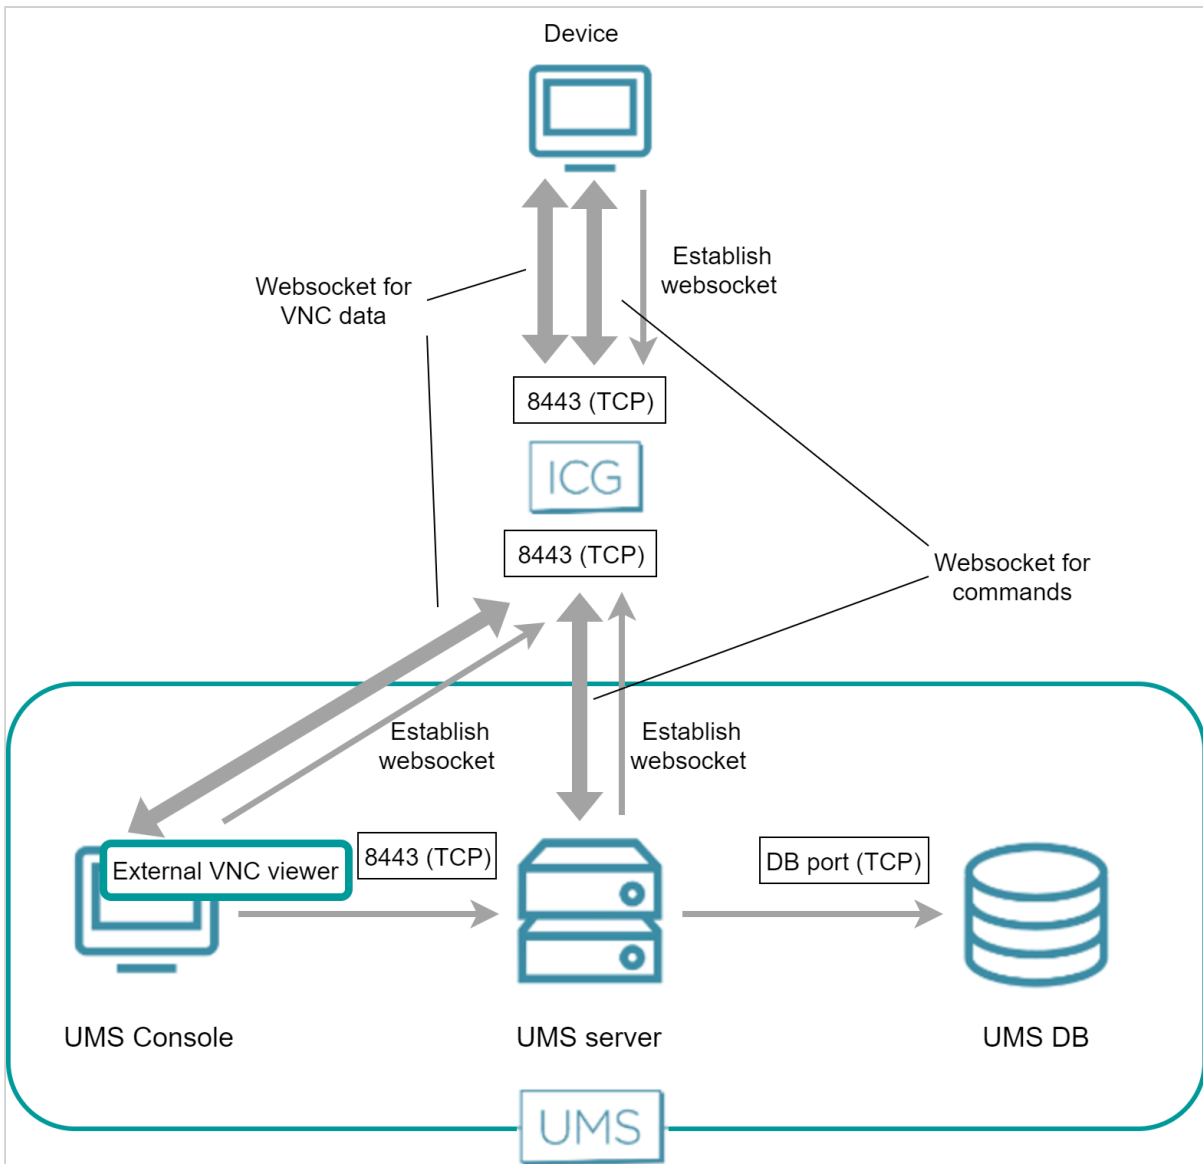 Device
Establish
websocket
Websocket for
VNC data
8443 (TCP)
ICG
8443 (TCP)
Websocket for
commands
Establish
websocket
Establish
websocket
External VNC viewer
8443 (TCP)
DB port (TCP)
UMS Console
UMS server
UMS DB
UMS